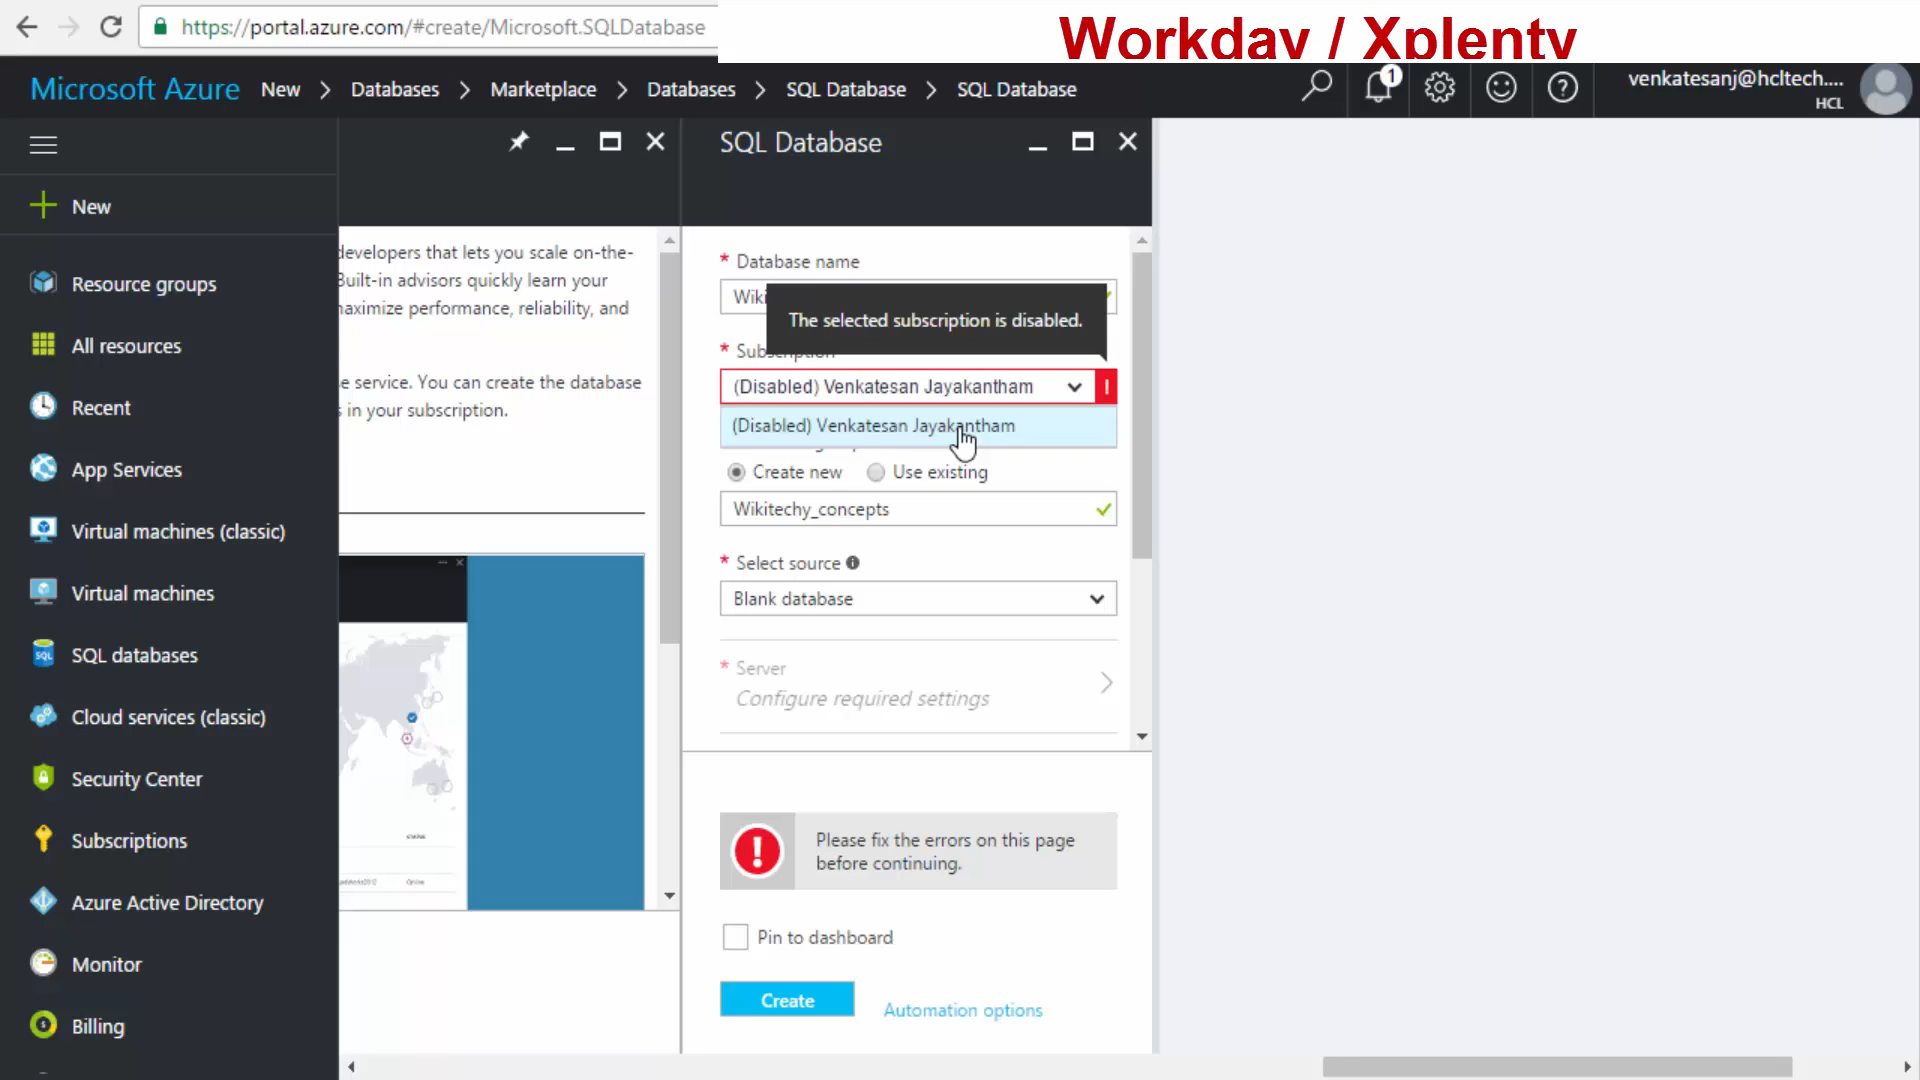 https://portal.azure.com/#create/Microsoft.SQLDatabase
Workday / Xplenty
Microsoft Azure New > Databases > Marketplace > Databases > SQL Database > SQL Database
1
venkatesanj@hcltech....
HCL
SQL Database
New
Resource groups
All resources
Recent
App Services
Virtual machines (classic)
Virtual machines
SQL databases
Cloud services (classic)
Security Center
Subscriptions
Azure Active Directory
Monitor
Billing
developers that lets you scale on-the-
Built-in advisors quickly learn your
maximize performance, reliability, and
e service. You can create the database
s in your subscription.
* Database name
Wiki
The selected subscription is disabled.
* Subscription
(Disabled) Venkatesan Jayakantham
(Disabled) Venkatesan Jayakantham
Create new Use existing
Wikitechy_concepts
* Select source
Blank database
* Server
Configure required settings
Please fix the errors on this page
before continuing.
Pin to dashboard
Create Automation options